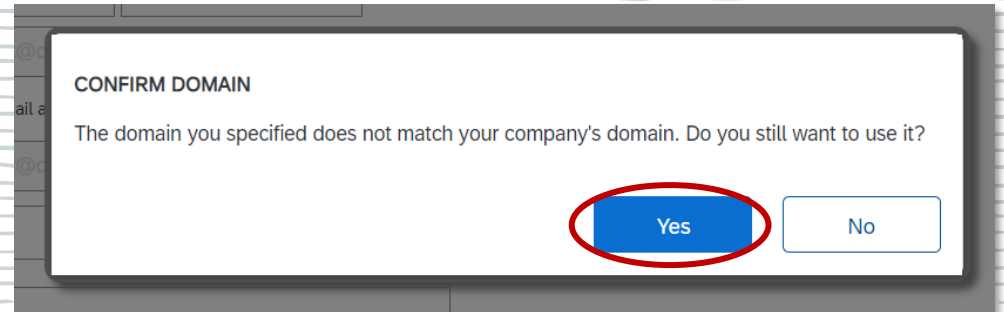 @c
CONFIRM DOMAIN
ail a
The domain you specified does not match your company's domain. Do you still want to use it?
@c
Yes
No